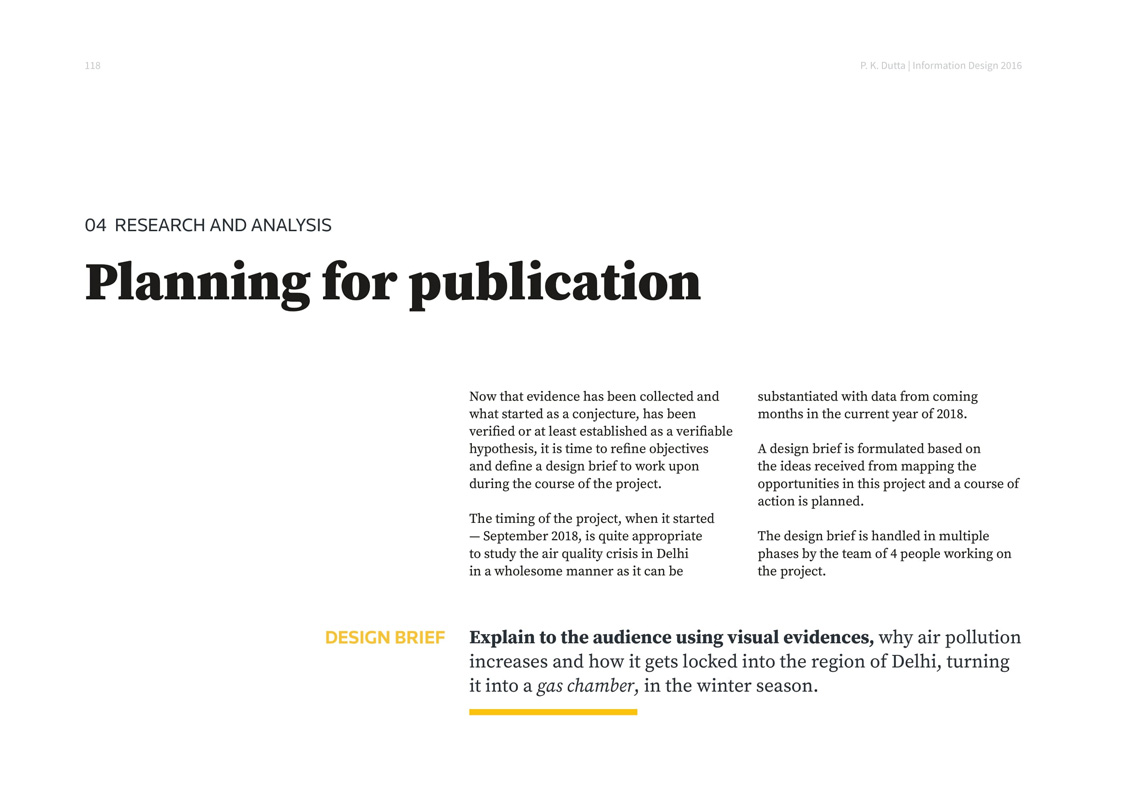 118
P. K. Dutta | Information Design 2016
04 RESEARCH AND ANALYSIS
Planning for publication
Now that evidence has been collected and
what started as a conjecture, has been
verified or at least established as a verifiable
hypothesis, it is time to refine objectives
and define a design brief to work upon
during the course of the project.
The timing of the project, when it started
— September 2018, is quite appropriate
to study the air quality crisis in Delhi
in a wholesome manner as it can be
substantiated with data from coming
months in the current year of 2018.
A design brief is formulated based on
the ideas received from mapping the
opportunities in this project and a course of
action is planned.
The design brief is handled in multiple
phases by the team of 4 people working on
the project.
DESIGN BRIEF
Explain to the audience using visual evidences, why air pollution
increases and how it gets locked into the region of Delhi, turning
it into a gas chamber, in the winter season.